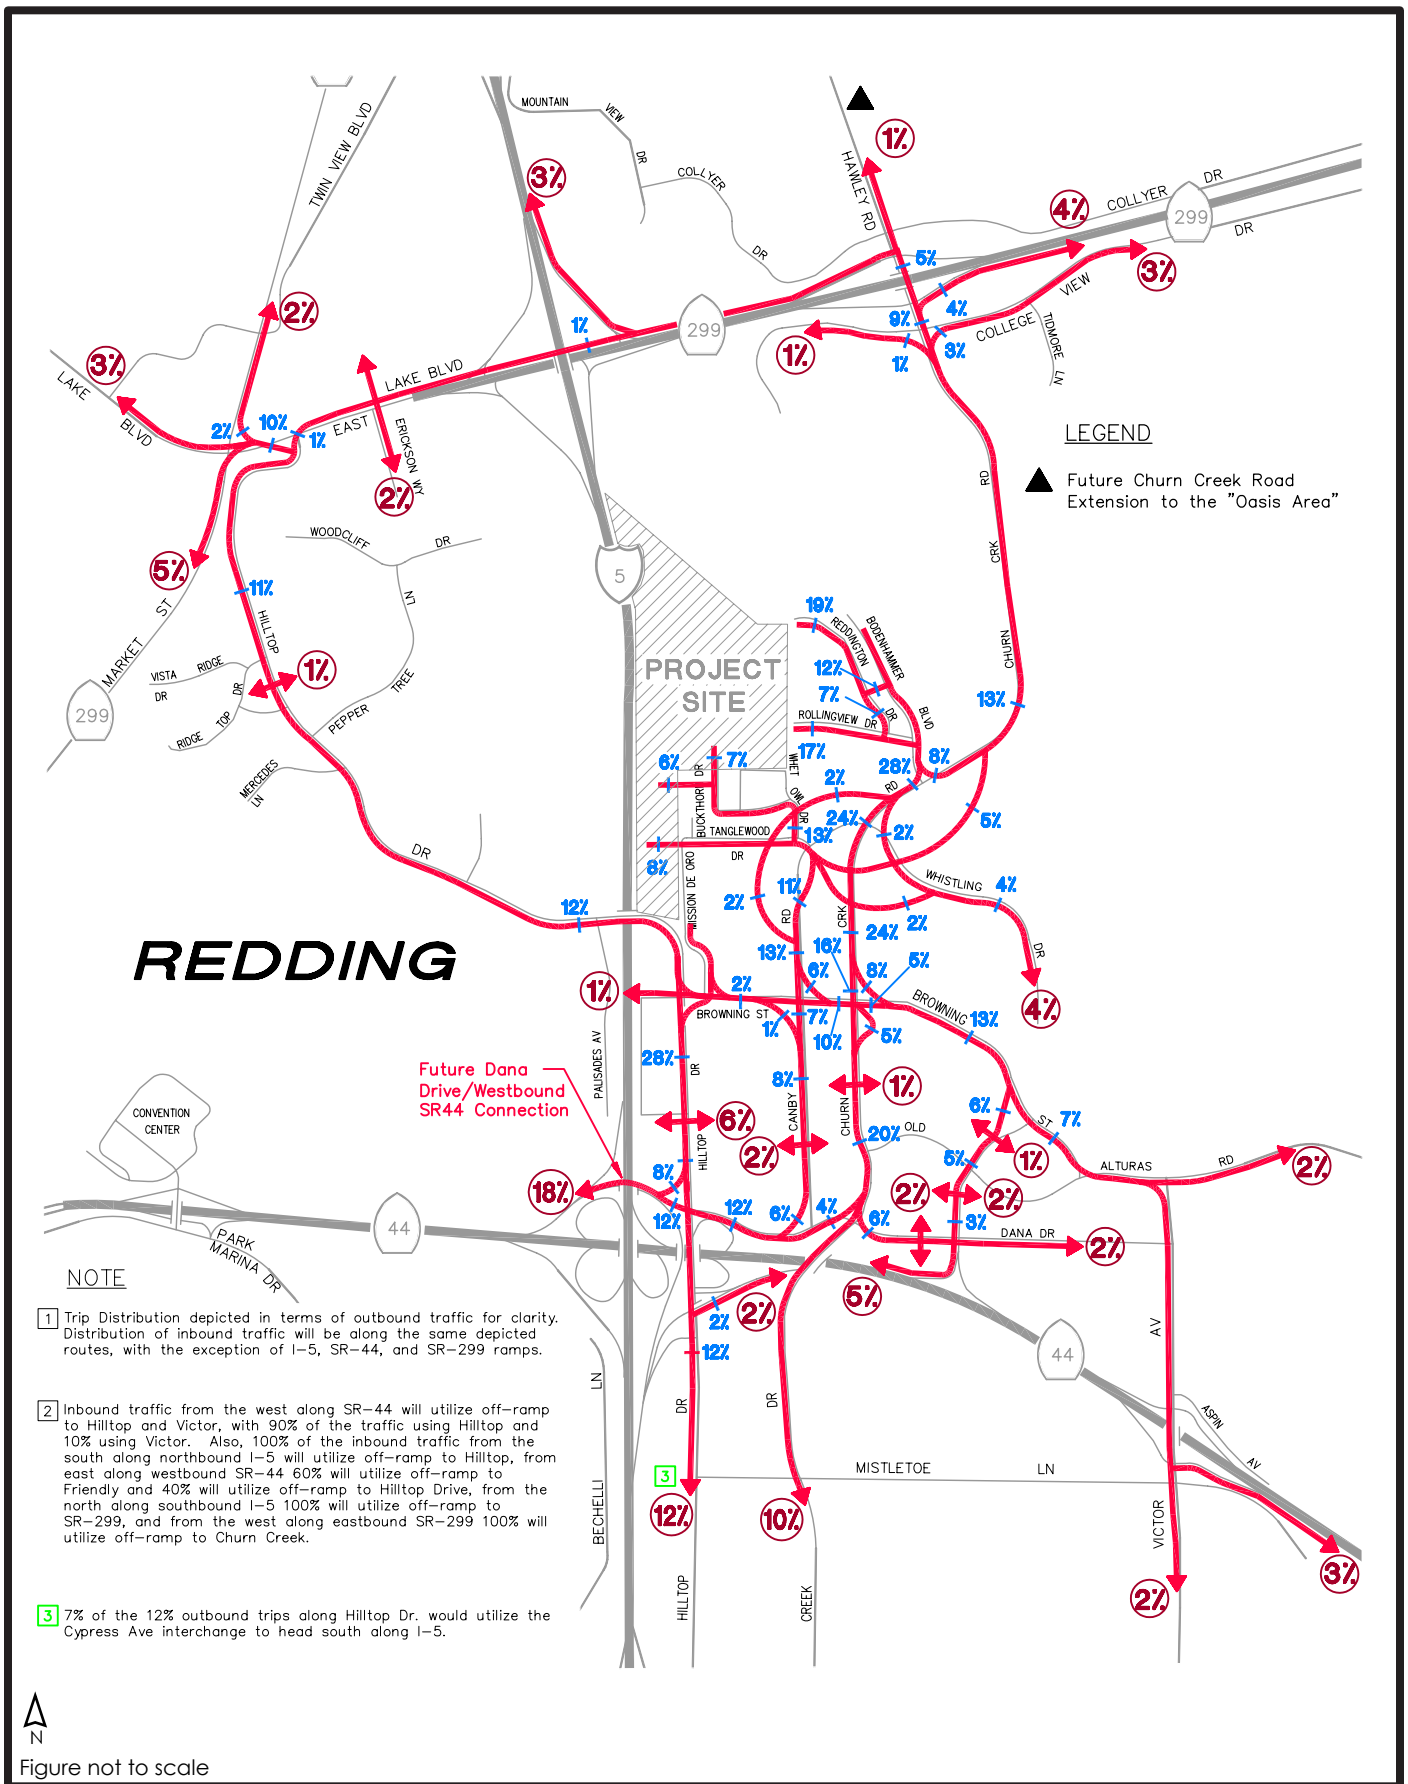 MOUNTAIN
VIEW
DR
TWIN VIEW BLVD
1%
3%
COLLYER
DR
HAWLEY RD
4%
COLLYER
DR
299
DR
5%
3%
VIEW
4%
COLLEGE
9%
3%
1%
1%
TIDMORE LN
2%
1%
299
3%
LAKE
BLVD
EAST
LAKE BLVD
ERICKSON WY
2%
10%
1%
2%
LEGEND
Future Churn Creek Road
Extension to the "Oasis Area"
RD
CRK
CHURN
WOODCLIFF
DR
LN
5%
11%
5
MARKET
ST
HILLTOP
299
VISTA
RIDGE
DR
1%
RIDGE
TOP
DR
PEPPER
TREE
MERCEDES
LN
PROJECT
SITE
19%
REDDINGTON
BODENHAMMER
12%
7%
DR
BLVD
ROLLINGVIEW DR
13%
17%
WHET
OWL
DR
6%
7%
BUCKTHORN
DR
2%
28%
RD
8%
24%
2%
5%
TANGLEWOOD
DR
13%
8%
MISSION DE ORO
DR
2%
11%
RD
WHISTLING
4%
2%
DR
4%
CRK
24%
12%
REDDING
13%
16%
5%
6%
8%
1%
2%
BROWNING
13%
BROWNING ST
1%
7%
10%
5%
PALISADES AV
28%
DR
Future Dana
Drive/Westbound
SR44 Connection
8%
CANBY
CHURN
1%
CONVENTION
CENTER
6%
HILLTOP
2%
20%
OLD
6%
ST
7%
1%
5%
ALTURAS
RD
2%
8%
18%
12%
12%
6%
4%
6%
2%
2%
3%
DANA DR
2%
44
PARK
MARINA DR
5%
2%
2%
12%
44
AV
NOTE
1 Trip Distribution depicted in terms of outbound traffic for clarity.
Distribution of inbound traffic will be along the same depicted
routes, with the exception of I-5, SR-44, and SR-299 ramps.
2 Inbound traffic from the west along SR-44 will utilize off-ramp
to Hilltop and Victor, with 90% of the traffic using Hilltop and
10% using Victor. Also, 100% of the inbound traffic from the
south along northbound I-5 will utilize off-ramp to Hilltop, from
east along westbound SR-44 60% will utilize off-ramp to
Friendly and 40% will utilize off-ramp to Hilltop Drive, from the
north along southbound I-5 100% will utilize off-ramp to
SR-299, and from the west along eastbound SR-299 100% will
utilize off-ramp to Churn Creek.
3 7% of the 12% outbound trips along Hilltop Dr. would utilize the
Cypress Ave interchange to head south along I-5.
LN
BECHELLI
DR
DR
ASPIN
AV
MISTLETOE
LN
3
12%
10%
VICTOR
3%
2%
HILLTOP
CREEK
N
Figure not to scale